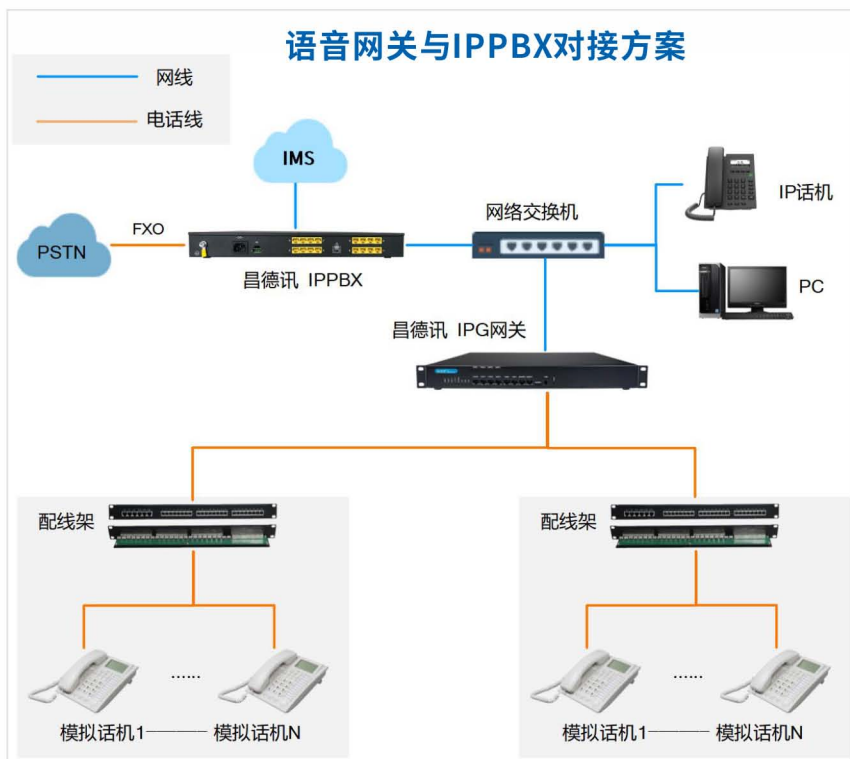 语音网关与IPPBX对接方案
网线
电话线
IMS
PSTN
FXO
昌德讯 IPPBX
网络交换机
IP话机
PC
昌德讯 IPG网关
配线架
配线架
......
......
模拟话机1———— 模拟话机N
模拟话机1———— 模拟话机N